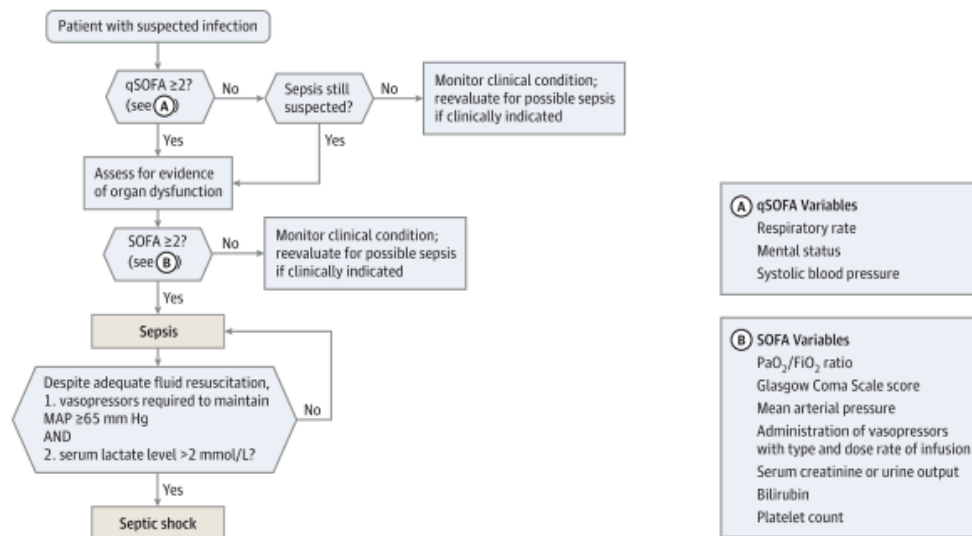 Patient with suspected infection
qSOFA ≥2?
(see A)
No
Sepsis still
suspected?
No
Monitor clinical condition;
reevaluate for possible sepsis
if clinically indicated
Yes
Yes
Assess for evidence
of organ dysfunction
SOFA ≥2?
(see B)
No
Monitor clinical condition;
reevaluate for possible sepsis
if clinically indicated
Yes
Sepsis
Despite adequate fluid resuscitation,
1. vasopressors required to maintain
MAP ≥65 mm Hg
AND
2. serum lactate level >2 mmol/L?
No
Yes
Septic shock
A qSOFA Variables
Respiratory rate
Mental status
Systolic blood pressure
B SOFA Variables
PaO₂/FiO₂ ratio
Glasgow Coma Scale score
Mean arterial pressure
Administration of vasopressors
with type and dose rate of infusion
Serum creatinine or urine output
Bilirubin
Platelet count